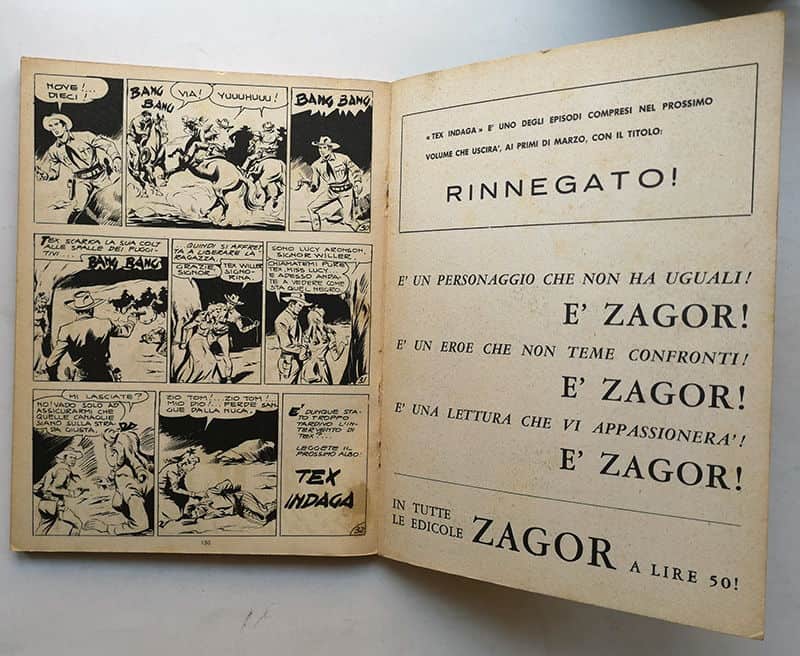 NOVE!...
DIECI!
BANG
BANG
VIA!
YUUUHUUU!
BANG BANG
30
TEX SCARICA LA SUA COLT
ALLE SPALLE DEI FUGGI-
TIVI...
BANG BANG
QUINDI SI AFFRET-
TA A LIBERARE LA
RAGAZZA.
GRAZIE,
SIGNOR...
TEX WILLER
SIGNO-
RINA.
SONO LUCY ARONSON,
SIGNOR WILLER.
CHIAMATEMI PURE
TEX, MISS LUCY...
E ADESSO ANDA-
TE A VEDERE COME
STA QUEL NEGRO.
31
MI LASCIATE?
NO! VADO SOLO AD
ASSICURARMI CHE
QUELLE CANAGLIE
SIANO SULLA STRA-
DA GIUSTA.
ZIO TOM!... ZIO TOM!
MIO DIO! PERDE SAN-
GUE DALLA NUCA.
E' DUNQUE STA-
TO TROPPO
TARDIVO L'IN-
TERVENTO DI
TEX?...
LEGGETE IL
PROSSIMO ALBO:
TEX
INDAGA
32
130
«TEX INDAGA» E' UNO DEGLI EPISODI COMPRESI NEL PROSSIMO
VOLUME CHE USCIRA', AI PRIMI DI MARZO, CON IL TITOLO:
RINNEGATO!
E' UN PERSONAGGIO CHE NON HA UGUALI!
E' ZAGOR!
E' UN EROE CHE NON TEME CONFRONTI!
E' ZAGOR!
E' UNA LETTURA CHE VI APPASSIONERA'!
E' ZAGOR!
IN TUTTE
LE EDICOLE
ZAGOR A LIRE 50!